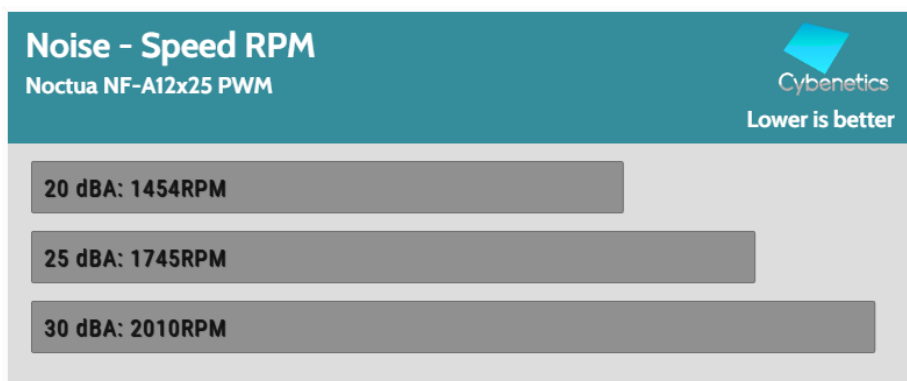 Noise - Speed RPM
Noctua NF-A12x25 PWM
Cybenetics
Lower is better
20 dBA: 1454RPM
25 dBA: 1745RPM
30 dBA: 2010RPM